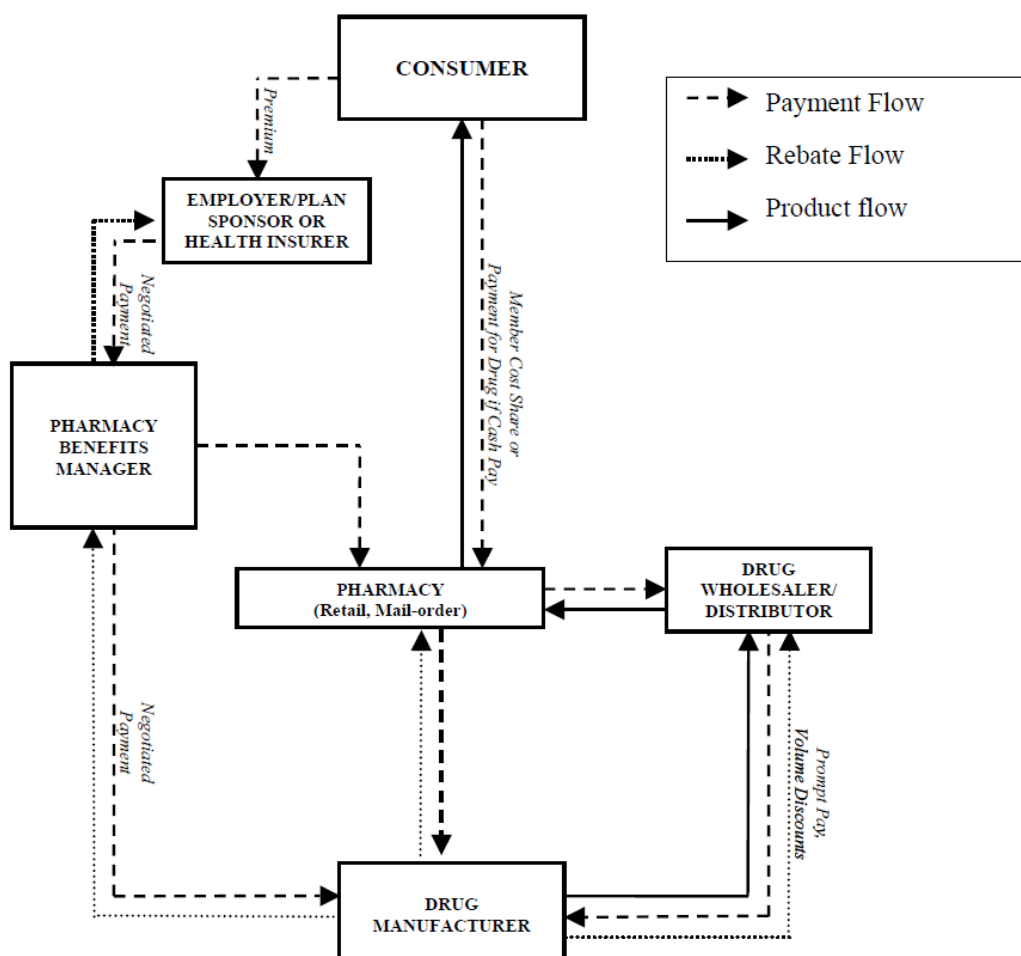 CONSUMER
Payment Flow
Rebate Flow
Product flow
Premium
EMPLOYER/PLAN
SPONSOR OR
HEALTH INSURER
Negotiated
Payment
Member Cost Share or
Payment for Drug if Cash Pay
PHARMACY
BENEFITS
MANAGER
PHARMACY
(Retail, Mail-order)
DRUG
WHOLESALER/
DISTRIBUTOR
Negotiated
Payment
Prompt Pay,
Volume Discounts
DRUG
MANUFACTURER